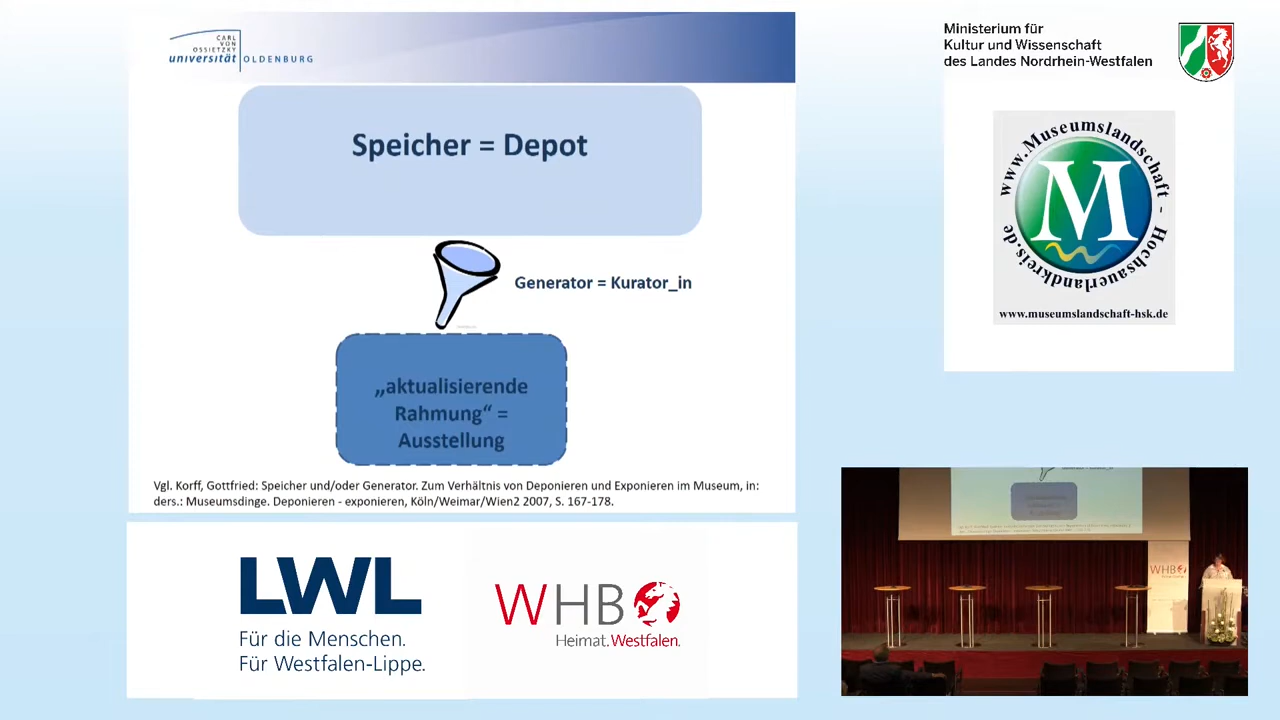 CARL
VON
OSSIETZKY
universität OLDENBURG
Speicher = Depot
Generator = Kurator_in
„aktualisierende
Rahmung“ =
Ausstellung
Vgl. Korff, Gottfried: Speicher und/oder Generator. Zum Verhältnis von Deponieren und Exponieren im Museum, in:
ders.: Museumsdinge. Deponieren - exponieren, Köln/Weimar/Wien2 2007, S. 167-178.
LWL
Für die Menschen.
Für Westfalen-Lippe.
WHB
Heimat.Westfalen.
Ministerium für
Kultur und Wissenschaft
des Landes Nordrhein-Westfalen
www.Museumslandschaft -
Hochsauerlandkreis.de
M
www.museumslandschaft-hsk.de
WHB